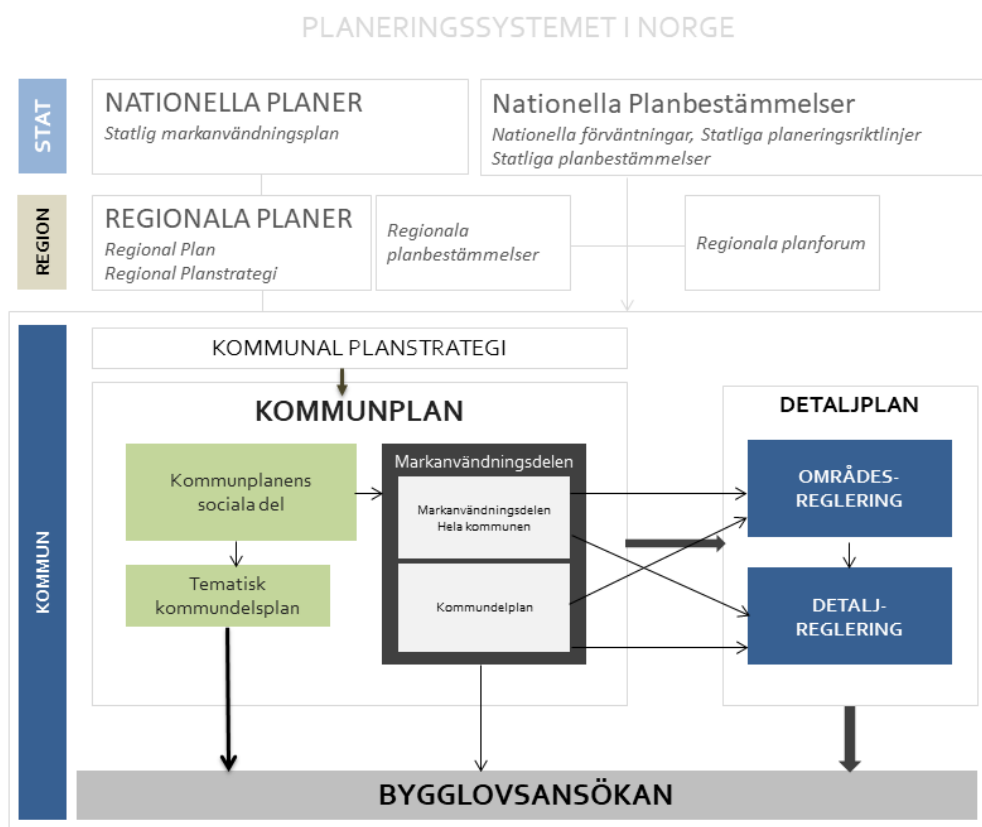 PLANERINGSSYSTEMET I NORGE
STAT
NATIONELLA PLANER
Statlig markanvändningsplan
Nationella Planbestämmelser
Nationella förväntningar, Statliga planeringsriktlinjer
Statliga planbestämmelser
REGION
REGIONALA PLANER
Regional Plan
Regional Planstrategi
Regionala
planbestämmelser
Regionala planforum
KOMMUN
KOMMUNAL PLANSTRATEGI
KOMMUNPLAN
Kommunplanens
sociala del
Tematisk
kommundelsplan
Markanvändningsdelen
Markanvändningsdelen
Hela kommunen
Kommundelplan
DETALJPLAN
OMRÅDES-
REGLERING
DETALJ-
REGLERING
BYGGLOVSANSÖKAN